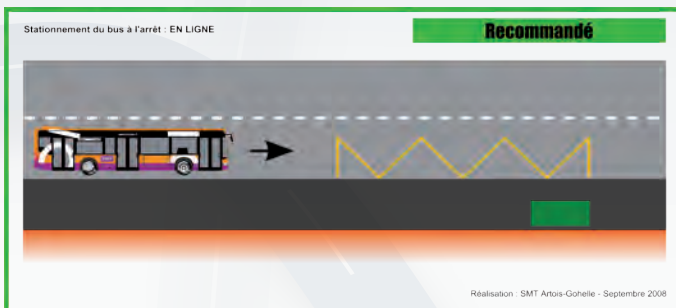 Stationnement du bus à l'arrêt : EN LIGNE
Recommandé
Réalisation : SMT Artois-Gohelle - Septembre 2008